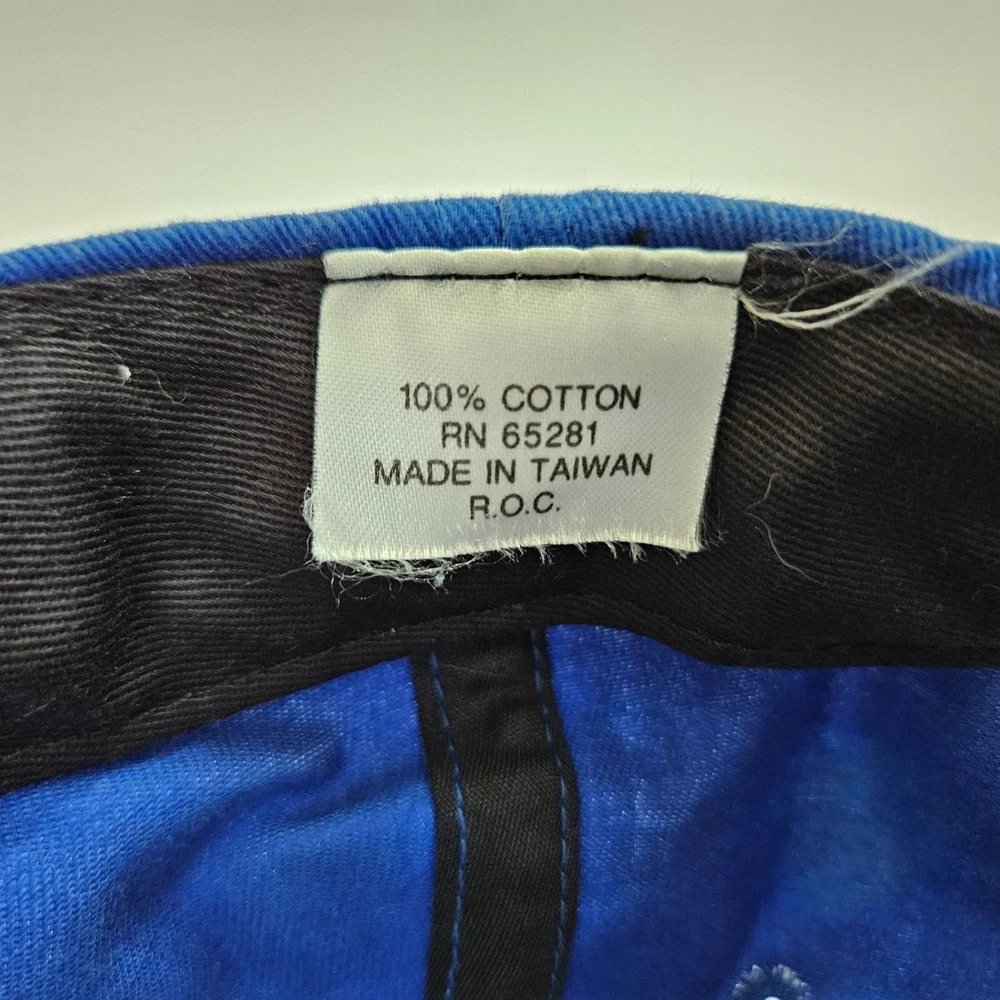 100% COTTON
RN 65281
MADE IN TAIWAN
R.O.C.